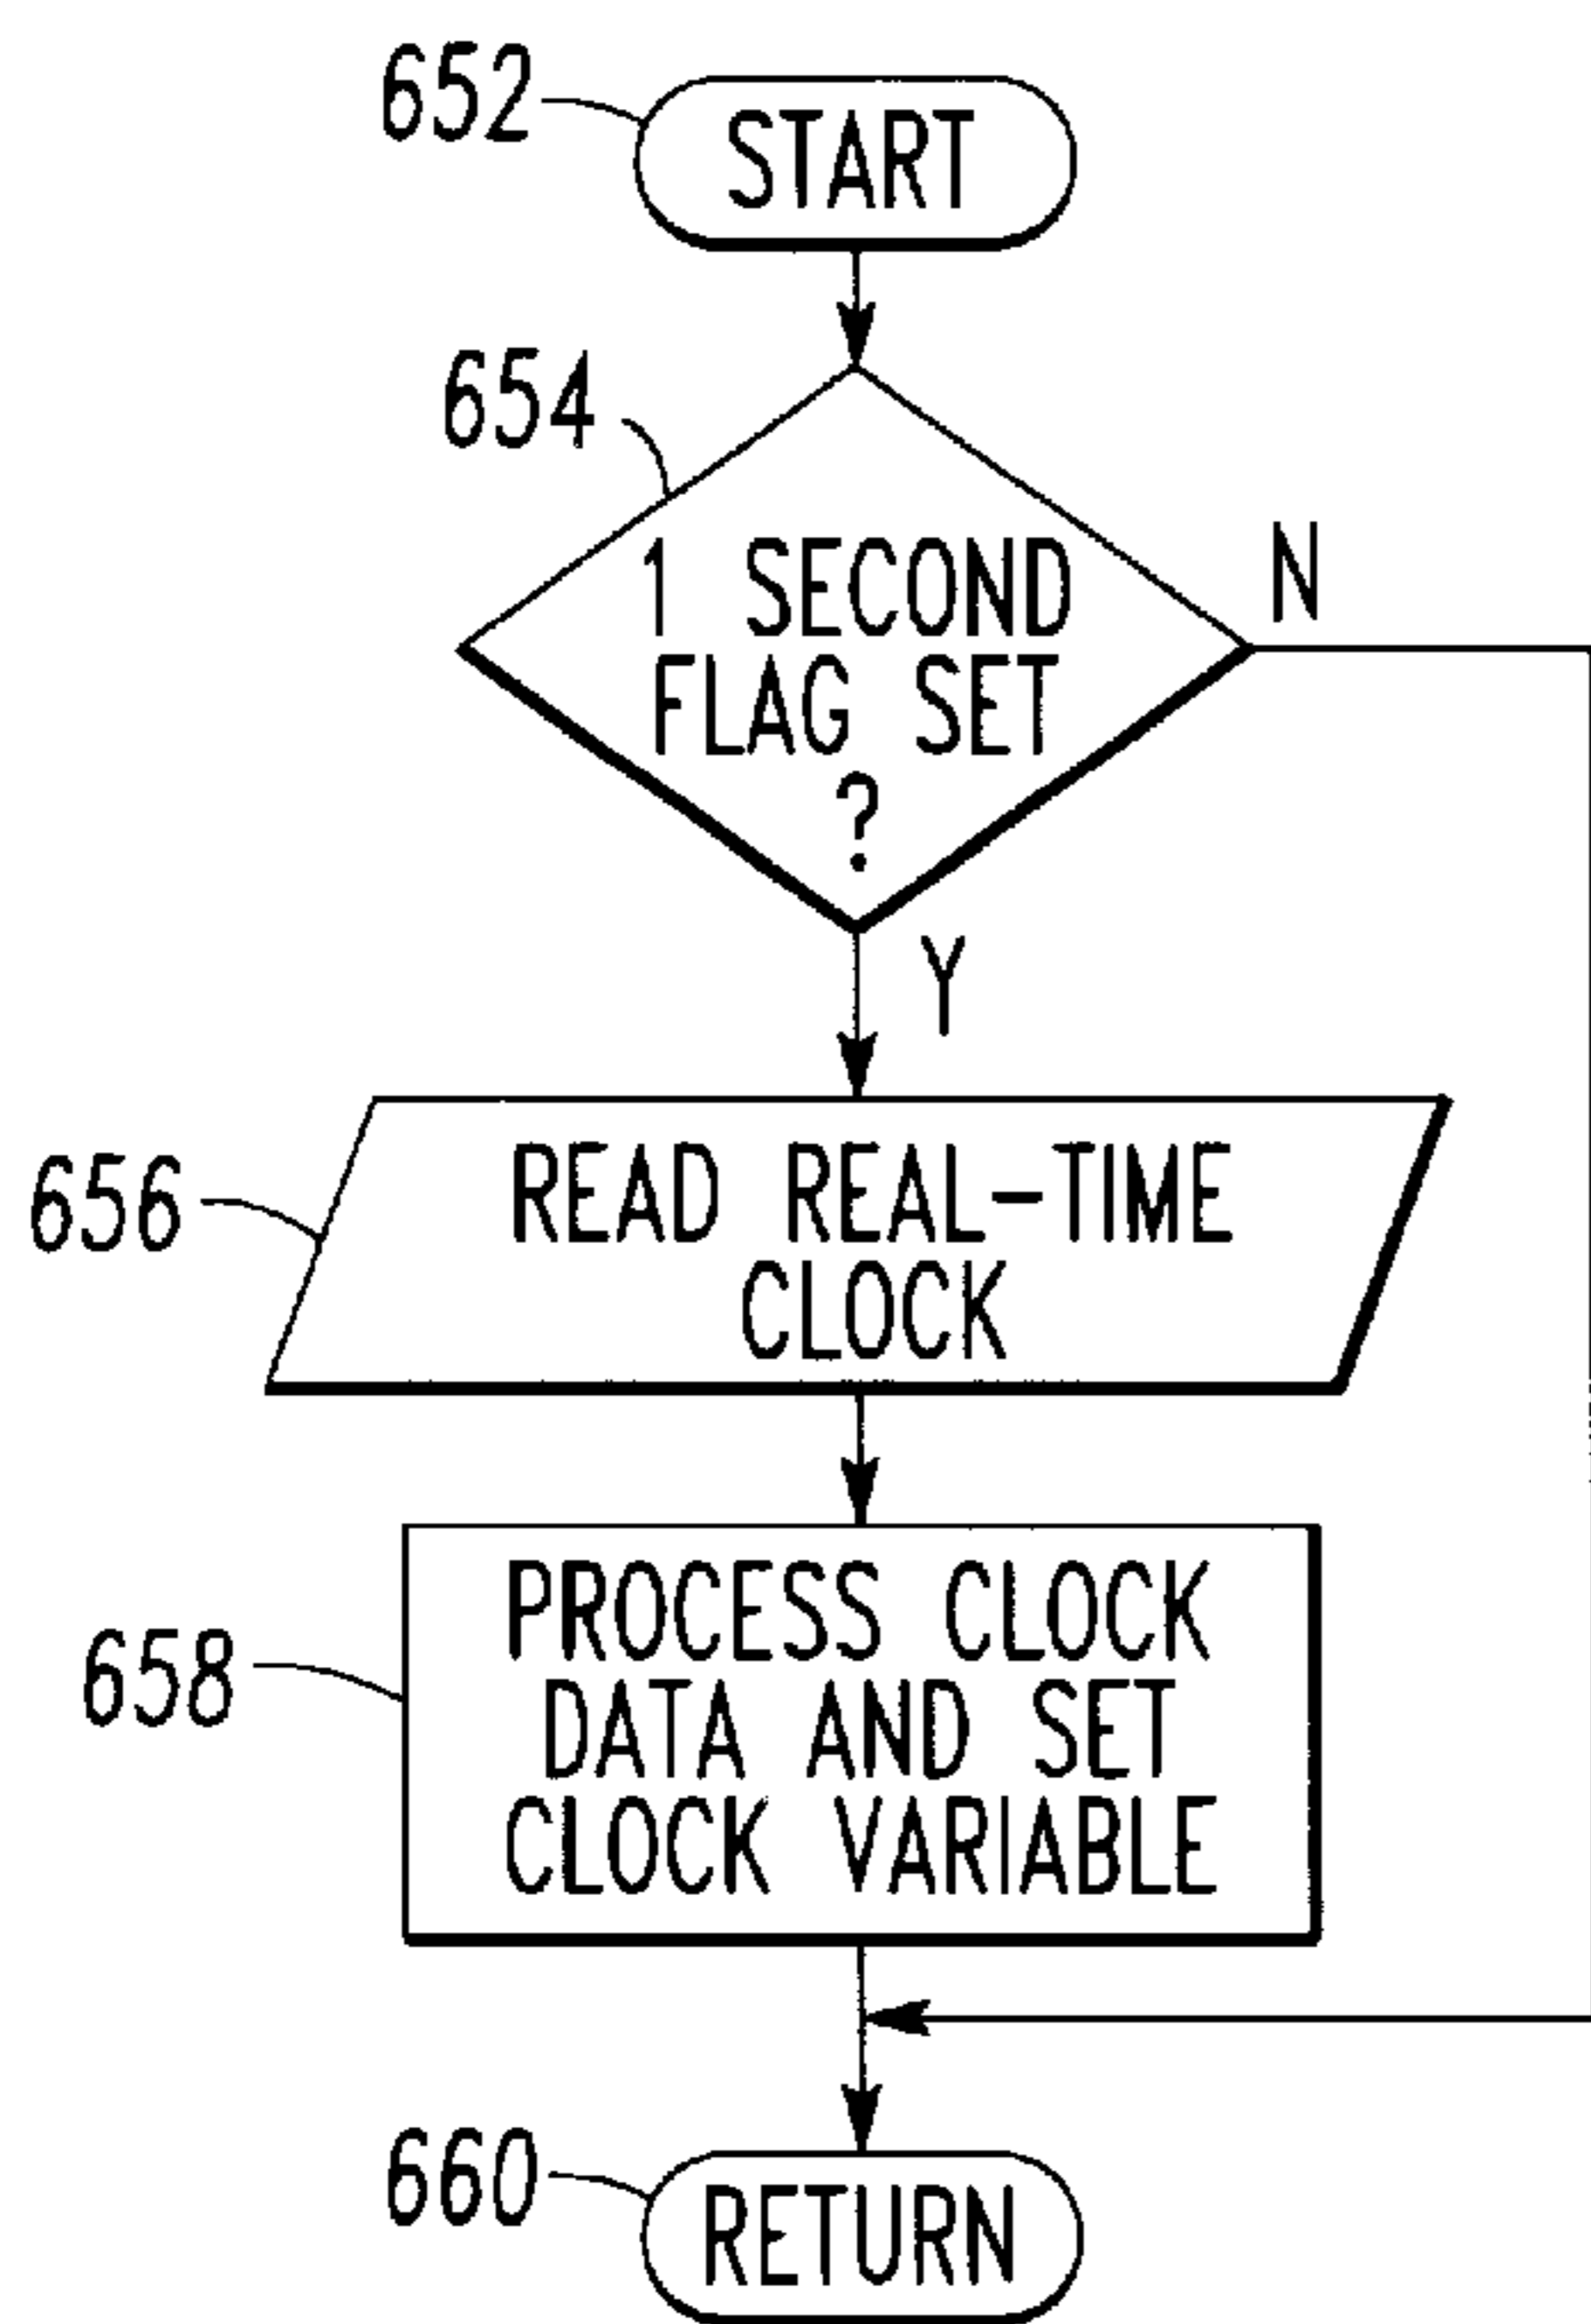 652
START
654
1 SECOND
FLAG SET
?
N
Y
656
READ REAL-TIME
CLOCK
658
PROCESS CLOCK
DATA AND SET
CLOCK VARIABLE
660
RETURN